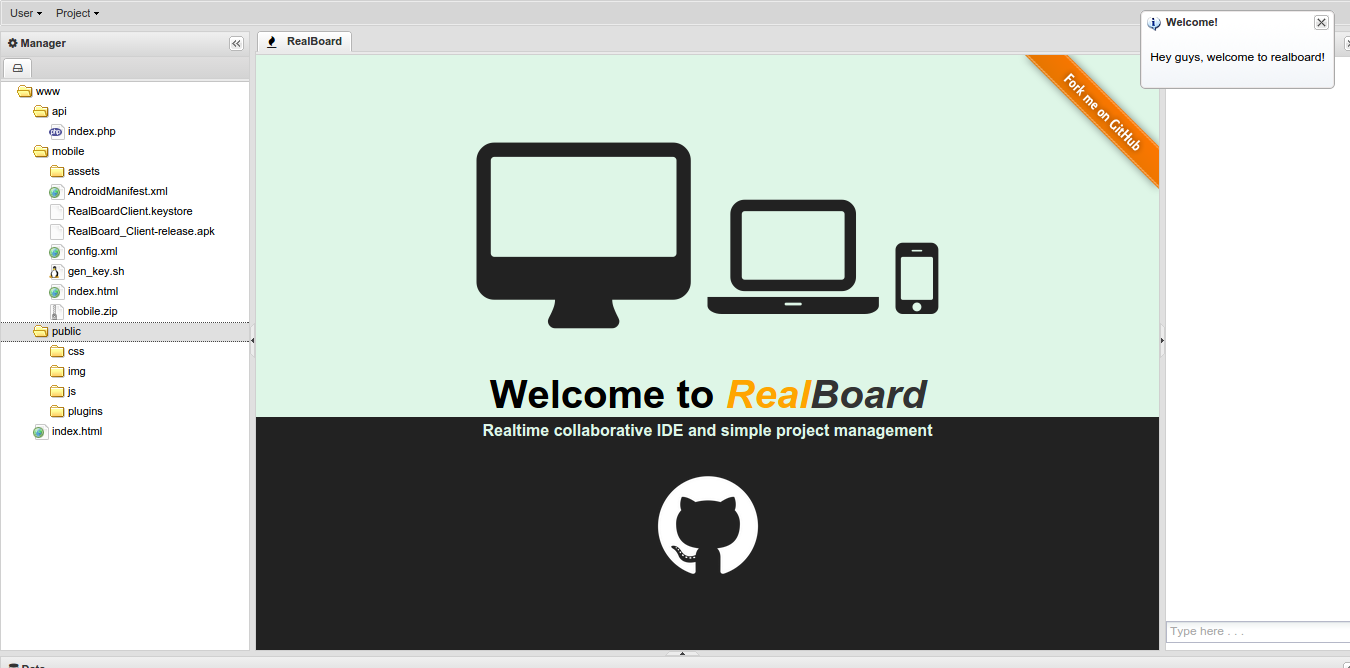 User Project
Manager
RealBoard
Welcome!
Hey guys, welcome to realboard!
www
api
index.php
mobile
assets
AndroidManifest.xml
RealBoardClient.keystore
RealBoard_Client-release.apk
config.xml
gen_key.sh
index.html
mobile.zip
public
css
img
js
plugins
index.html
Fork me on GitHub
Welcome to RealBoard
Realtime collaborative IDE and simple project management
Type here . . .